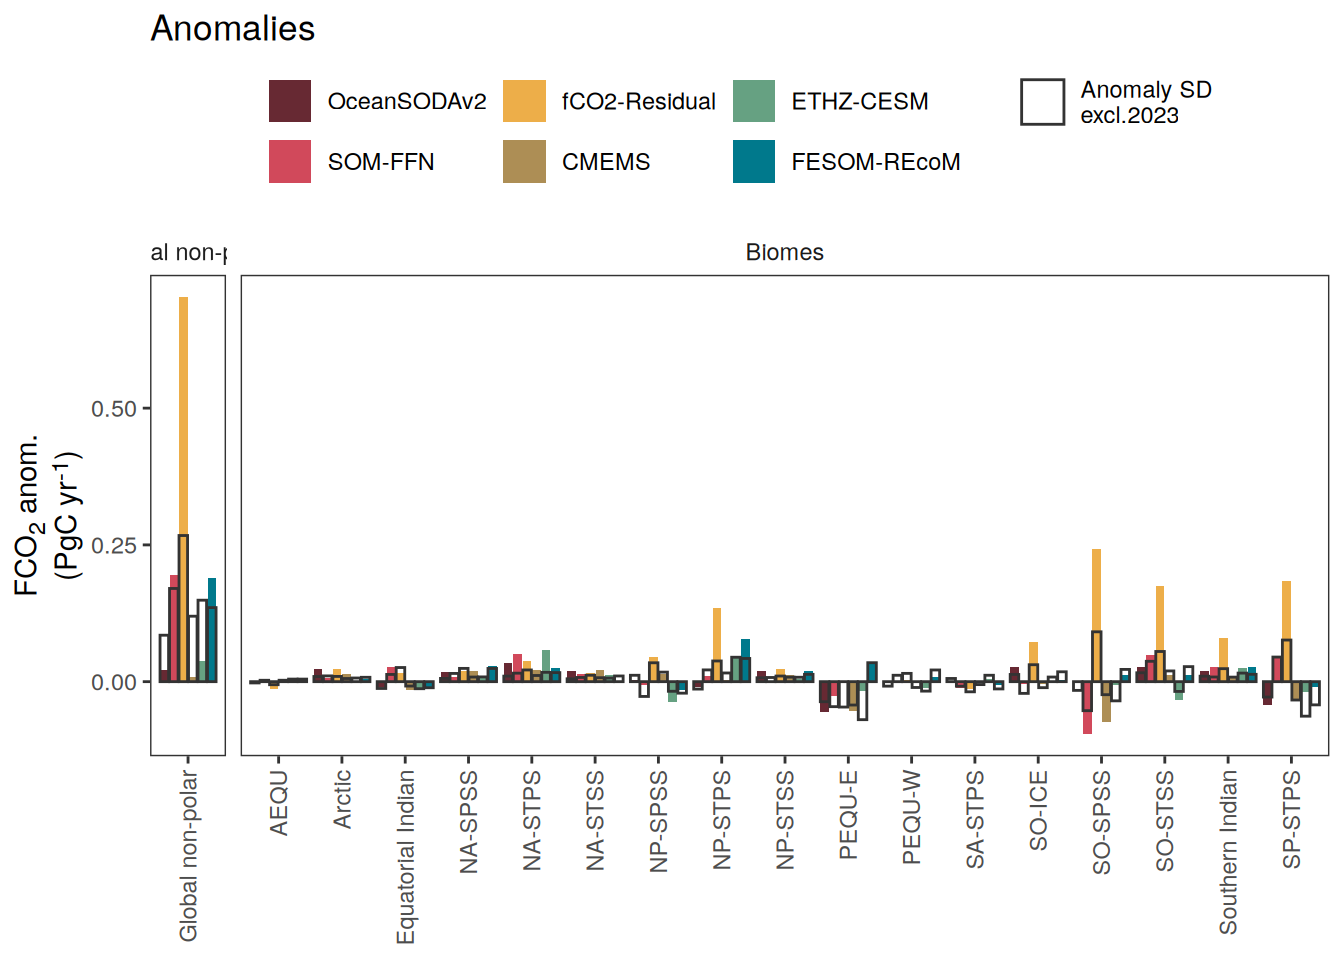 Anomalies
OceanSODAv2
fCO2-Residual
ETHZ-CESM
Anomaly SD
excl.2023
SOM-FFN
CMEMS
FESOM-REcoM
al non-p
Biomes
FCO2 anom.
(PgC yr-1)
0.50
0.25
0.00
Global non-polar
AEQU
Arctic
Equatorial Indian
NA-SPSS
NA-STPS
NA-STSS
NP-SPSS
NP-STPS
NP-STSS
PEQU-E
PEQU-W
SA-STPS
SO-ICE
SO-SPSS
SO-STSS
Southern Indian
SP-STPS